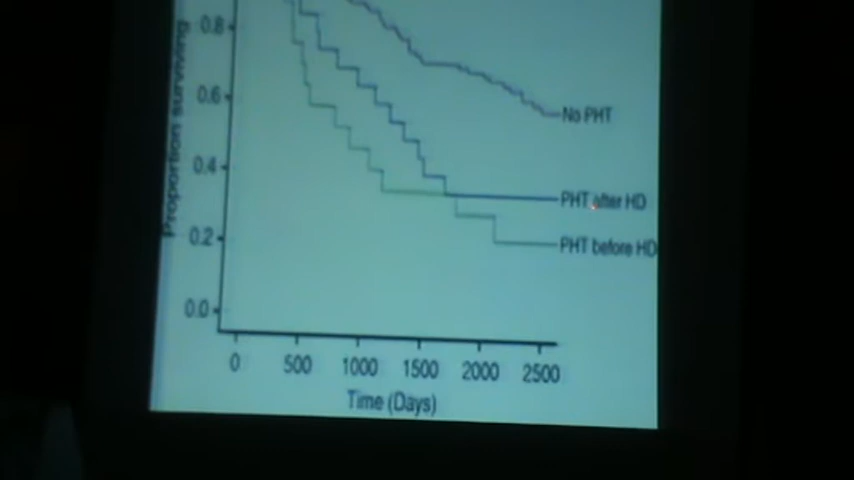 Proportion surviving
0.8
0.6
0.4
0.2
0.0
No PHT
PHT after HD
PHT before HD
0 500 1000 1500 2000 2500
Time (Days)